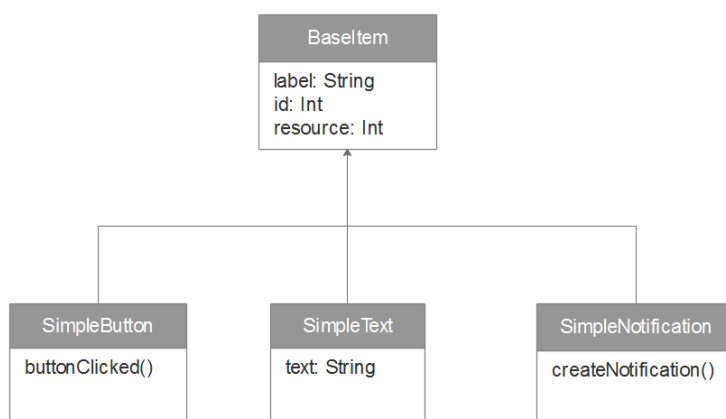 BaseItem
label: String
id: Int
resource: Int
SimpleButton
buttonClicked()
SimpleText
text: String
SimpleNotification
createNotification()